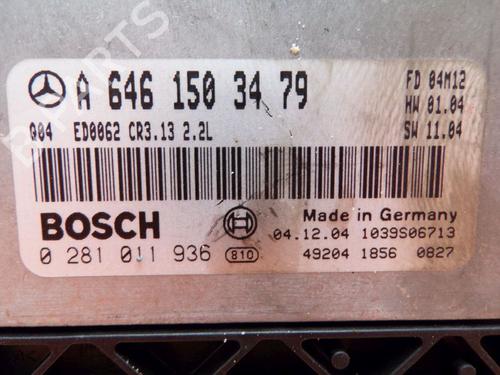 A 646 150 34 79
FD 04M12
HW 01.04
Q04 ED0062 CR3.13 2.2L
SW 11.04
BOSCH
Made in Germany
04.12.04 1039S06713
0 281 011 936 810
49204 1856 0827
B-PARTS